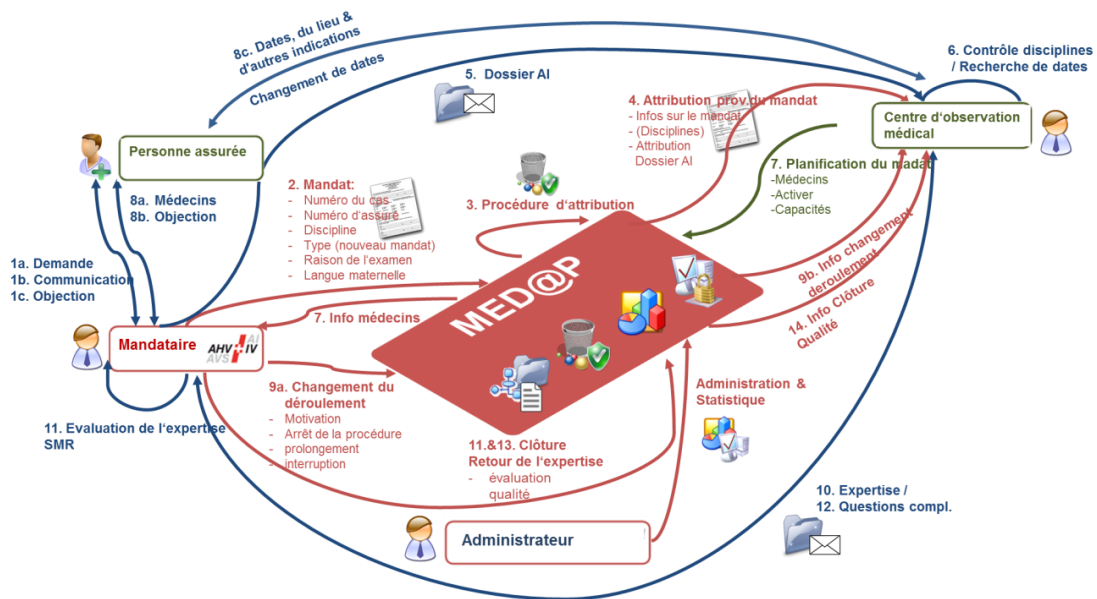 8c. Dates, du lieu &
d'autres indications
Changement de dates
5. Dossier AI
6. Contrôle disciplines
/ Recherche de dates
4. Attribution prov.du mandat
- Infos sur le mandat
- (Disciplines)
- Attribution
Dossier AI
Centre d'observation
médical
Personne assurée
7. Planification du madat
-Médecins
-Activer
-Capacités
8a. Médecins
8b. Objection
2. Mandat:
- Numéro du cas
- Numéro d'assuré
- Discipline
- Type (nouveau mandat)
- Raison de l'examen
- Langue maternelle
3. Procédure d'attribution
1a. Demande
1b. Communication
1c. Objection
MED@P
9b. Info changement
deroulement
14. Info Clôture
Qualité
7. Info médecins
Mandataire
AHV IV
AVS AI
9a. Changement du
déroulement
- Motivation
- Arrêt de la procédure
- prolongement
- interruption
Administration &
Statistique
11. Evaluation de l'expertise
SMR
11.&13. Clôture
Retour de l'expertise
- évaluation
qualité
10. Expertise /
12. Questions compl.
Administrateur